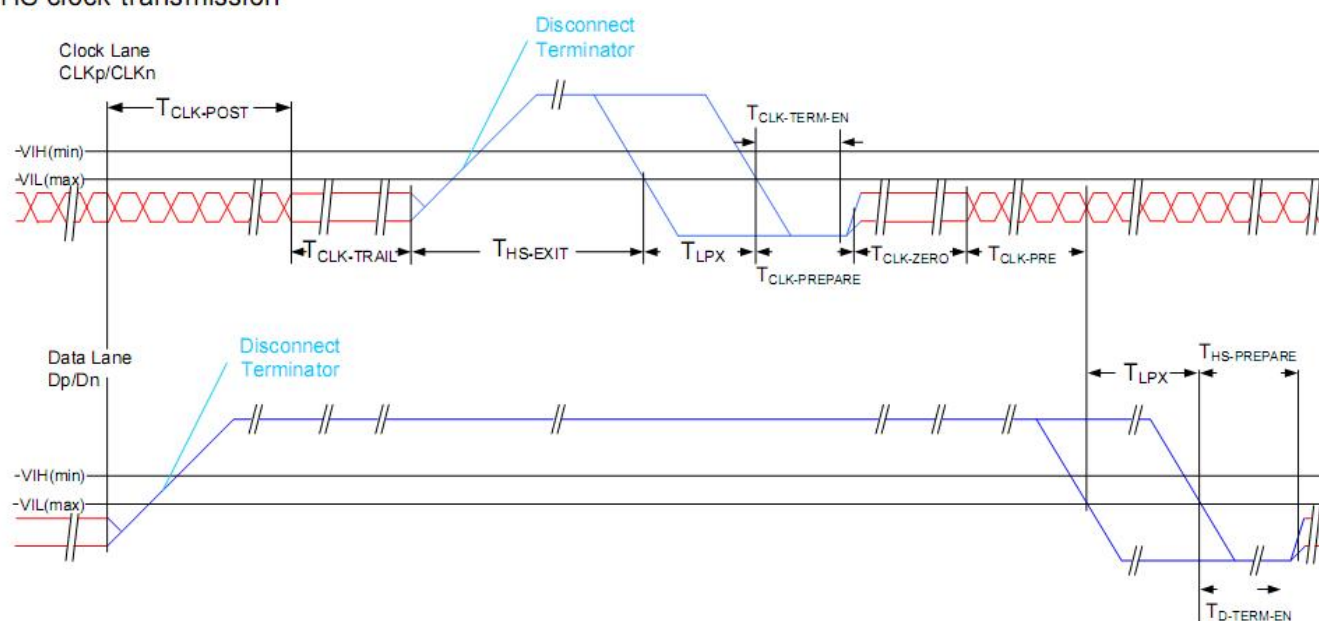 HS clock transmission
Disconnect
Terminator
Clock Lane
CLKp/CLKn
TCLK-POST
TCLK-TERM-EN
VIH(min)
VIL(max)
TCLK-TRAIL
THS-EXIT
TLPX
TCLK-PREPARE
TCLK-ZERO
TCLK-PRE
Disconnect
Terminator
Data Lane
Dp/Dn
THS-PREPARE
TLPX
VIH(min)
VIL(max)
TD-TERM-EN